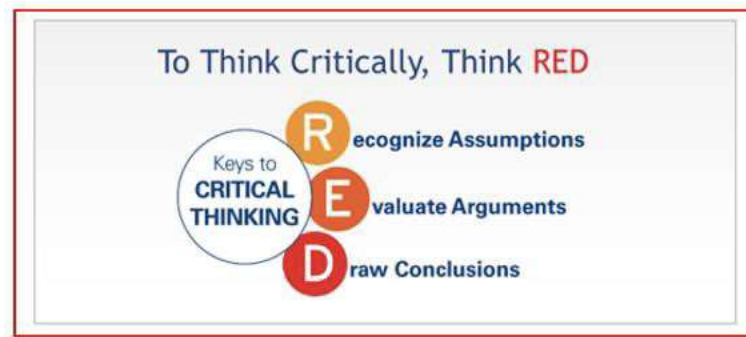 To Think Critically, Think RED
Recognize Assumptions
Keys to
CRITICAL
THINKING
Evaluate Arguments
Draw Conclusions